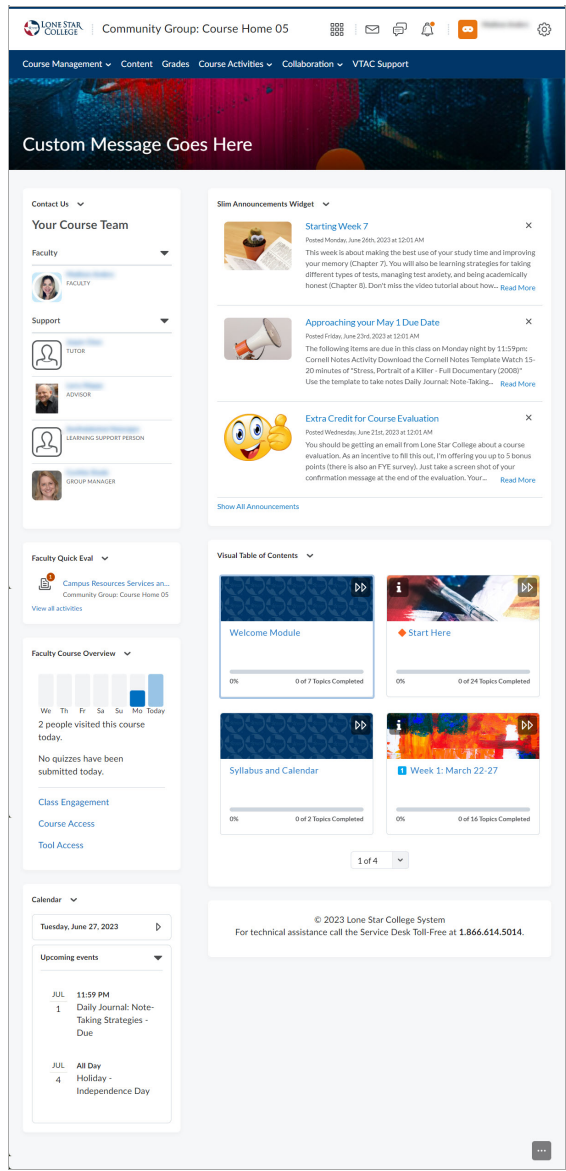 LONE STAR
COLLEGE
Community Group: Course Home 05
Course Management Content Grades Course Activities Collaboration VTAC Support
Custom Message Goes Here
Contact Us
Your Course Team
Faculty
FACULTY
Support
TUTOR
ADVISOR
LEARNING SUPPORT PERSON
GROUP MANAGER
Slim Announcements Widget
Starting Week 7
Posted Monday, June 26th, 2023 at 12:01 AM
This week is about making the best use of your study time and improving
your memory (Chapter 7). You will also be learning strategies for taking
different types of tests, managing test anxiety, and being academically
honest (Chapter 8). Don't miss the video tutorial about how... Read More
Approaching your May 1 Due Date
Posted Friday, June 23rd, 2023 at 12:01 AM
The following items are due in this class on Monday night by 11:59pm:
Cornell Notes Activity Download the Cornell Notes Template Watch 15-
20 minutes of "Stress, Portrait of a Killer - Full Documentary (2008)"
Use the template to take notes Daily Journal: Note-Taking... Read More
Extra Credit for Course Evaluation
Posted Wednesday, June 21st, 2023 at 12:01 AM
You should be getting an email from Lone Star College about a course
evaluation. As an incentive to fill this out, I'm offering you up to 5 bonus
points (there is also an FYE survey). Just take a screen shot of your
confirmation message at the end of the evaluation. Your... Read More
Show All Announcements
Faculty Quick Eval
1
Campus Resources Services an...
Community Group: Course Home 05
View all activities
Faculty Course Overview
We Th Fr Sa Su Mo Today
2 people visited this course
today.
No quizzes have been
submitted today.
Class Engagement
Course Access
Tool Access
Visual Table of Contents
Welcome Module
0% 0 of 7 Topics Completed
Start Here
0% 0 of 24 Topics Completed
Syllabus and Calendar
0% 0 of 2 Topics Completed
1 Week 1: March 22-27
0% 0 of 16 Topics Completed
1 of 4
Calendar
Tuesday, June 27, 2023
Upcoming events
JUL 11:59 PM
1 Daily Journal: Note-
Taking Strategies -
Due
JUL All Day
4 Holiday -
Independence Day
© 2023 Lone Star College System
For technical assistance call the Service Desk Toll-Free at 1.866.614.5014.